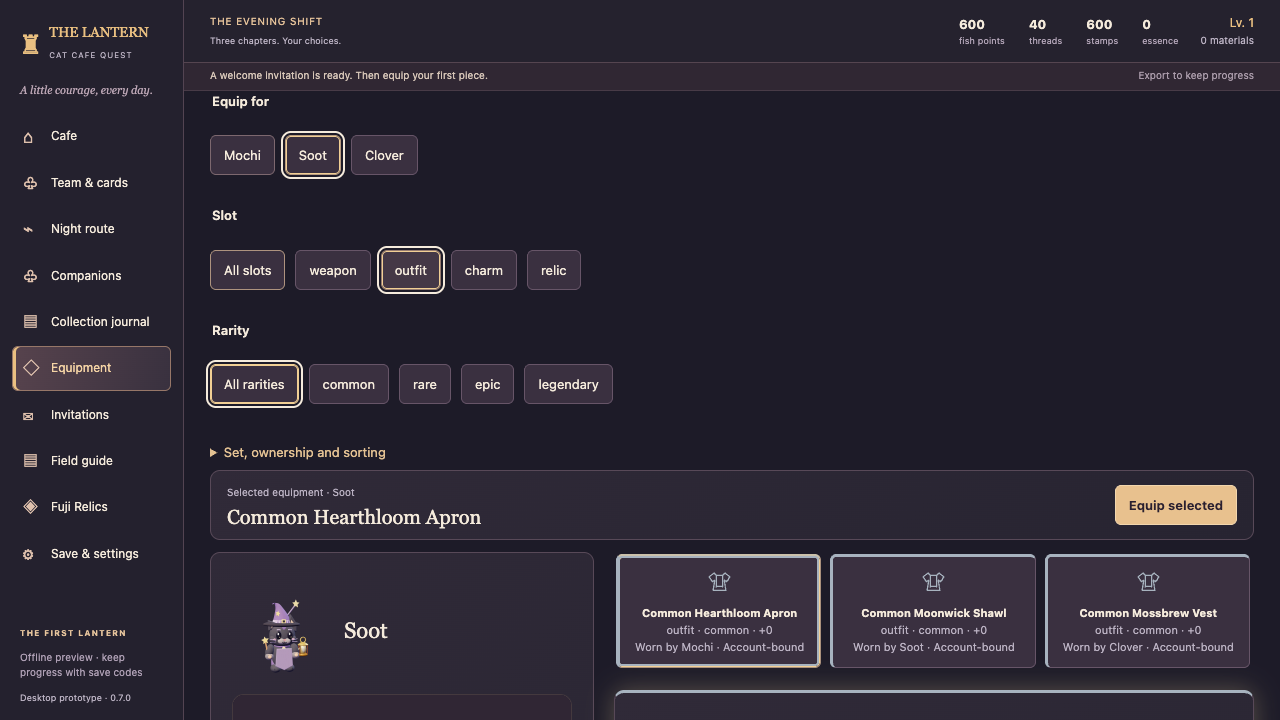 THE LANTERN
CAT CAFE QUEST
A little courage, every day.
Cafe
Team & cards
Night route
Companions
Collection journal
Equipment
Invitations
Field guide
Fuji Relics
Save & settings
THE FIRST LANTERN
Offline preview · keep
progress with save codes
Desktop prototype · 0.7.0
THE EVENING SHIFT
Three chapters. Your choices.
600 fish points
40 threads
600 stamps
0 essence
Lv. 1
0 materials
A welcome invitation is ready. Then equip your first piece.
Export to keep progress
Equip for
Mochi Soot Clover
Slot
All slots weapon outfit charm relic
Rarity
All rarities common rare epic legendary
Set, ownership and sorting
Selected equipment · Soot
Common Hearthloom Apron
Equip selected
Soot
Common Hearthloom Apron
outfit · common · +0
Worn by Mochi · Account-bound
Common Moonwick Shawl
outfit · common · +0
Worn by Soot · Account-bound
Common Mossbrew Vest
outfit · common · +0
Worn by Clover · Account-bound